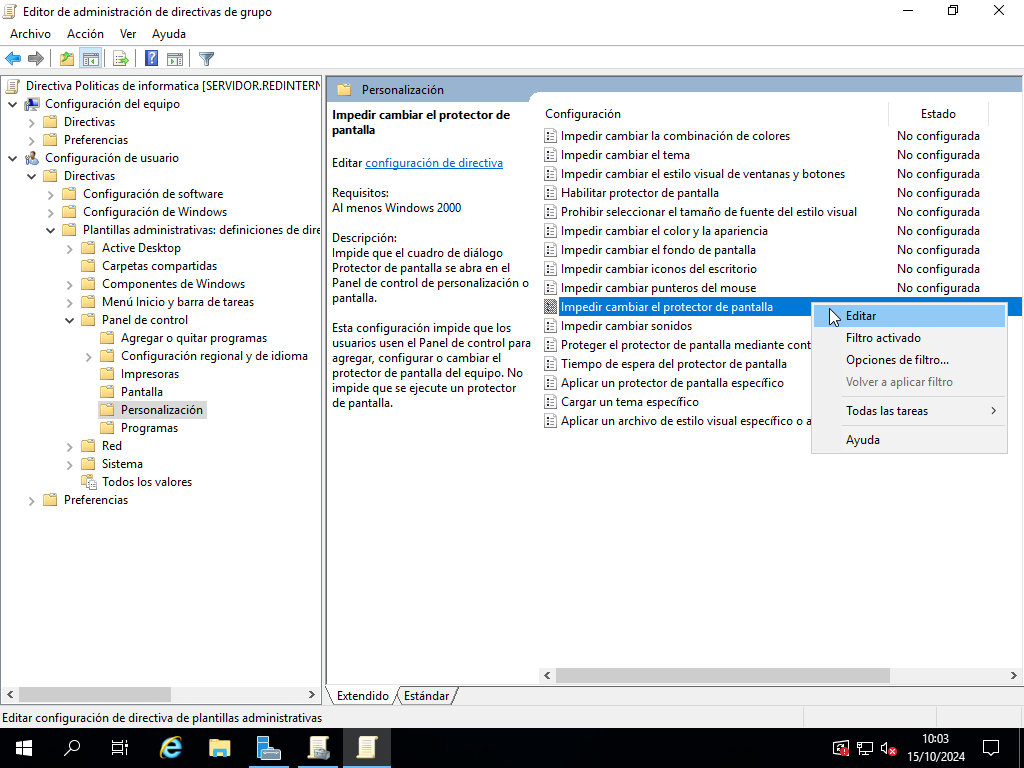 Editor de administración de directivas de grupo
Archivo Acción Ver Ayuda
Directiva Politicas de informatica [SERVIDOR.REDINTERN
Configuración del equipo
Directivas
Preferencias
Configuración de usuario
Directivas
Configuración de software
Configuración de Windows
Plantillas administrativas: definiciones de dire
Active Desktop
Carpetas compartidas
Componentes de Windows
Menú Inicio y barra de tareas
Panel de control
Agregar o quitar programas
Configuración regional y de idioma
Impresoras
Pantalla
Personalización
Programas
Red
Sistema
Todos los valores
Preferencias
Personalización
Impedir cambiar el protector de
pantalla
Editar configuración de directiva
Requisitos:
Al menos Windows 2000
Descripción:
Impide que el cuadro de diálogo
Protector de pantalla se abra en el
Panel de control de personalización o
pantalla.
Esta configuración impide que los
usuarios usen el Panel de control para
agregar, configurar o cambiar el
protector de pantalla del equipo. No
impide que se ejecute un protector
de pantalla.
Configuración Estado
Impedir cambiar la combinación de colores No configurada
Impedir cambiar el tema No configurada
Impedir cambiar el estilo visual de ventanas y botones No configurada
Habilitar protector de pantalla No configurada
Prohibir seleccionar el tamaño de fuente del estilo visual No configurada
Impedir cambiar el color y la apariencia No configurada
Impedir cambiar el fondo de pantalla No configurada
Impedir cambiar iconos del escritorio No configurada
Impedir cambiar punteros del mouse No configurada
Impedir cambiar el protector de pantalla
Impedir cambiar sonidos
Proteger el protector de pantalla mediante cont
Tiempo de espera del protector de pantalla
Aplicar un protector de pantalla específico
Cargar un tema específico
Aplicar un archivo de estilo visual específico o a
Editar
Filtro activado
Opciones de filtro...
Volver a aplicar filtro
Todas las tareas
Ayuda
Extendido Estándar
Editar configuración de directiva de plantillas administrativas
10:03
15/10/2024